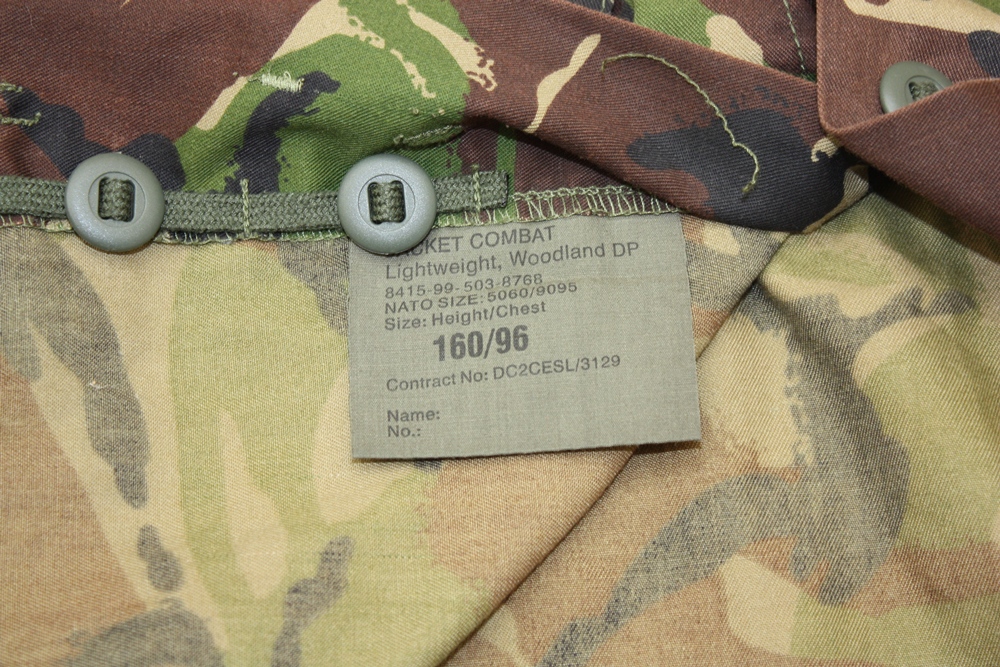 COMBAT
Lightweight, Woodland DP
8415-99-503-8768
NATO SIZE: 5060/9095
Size: Height/Chest
160/96
Contract No: DC2CESL/3129
Name:
No.: